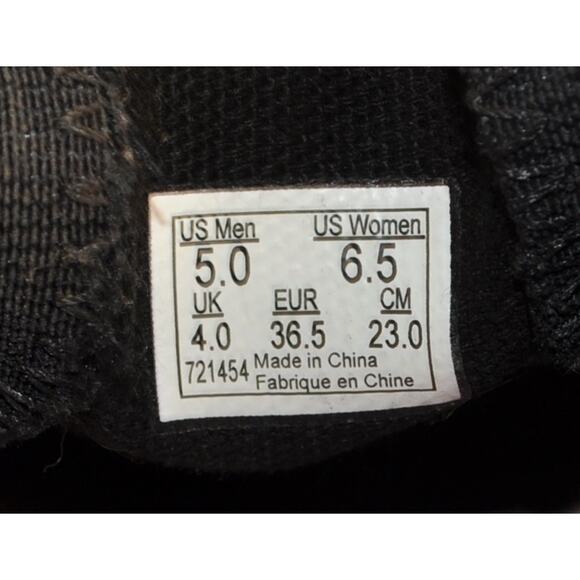 US Men US Women
5.0 6.5
UK EUR CM
4.0 36.5 23.0
721454 Made in China
Fabrique en Chine